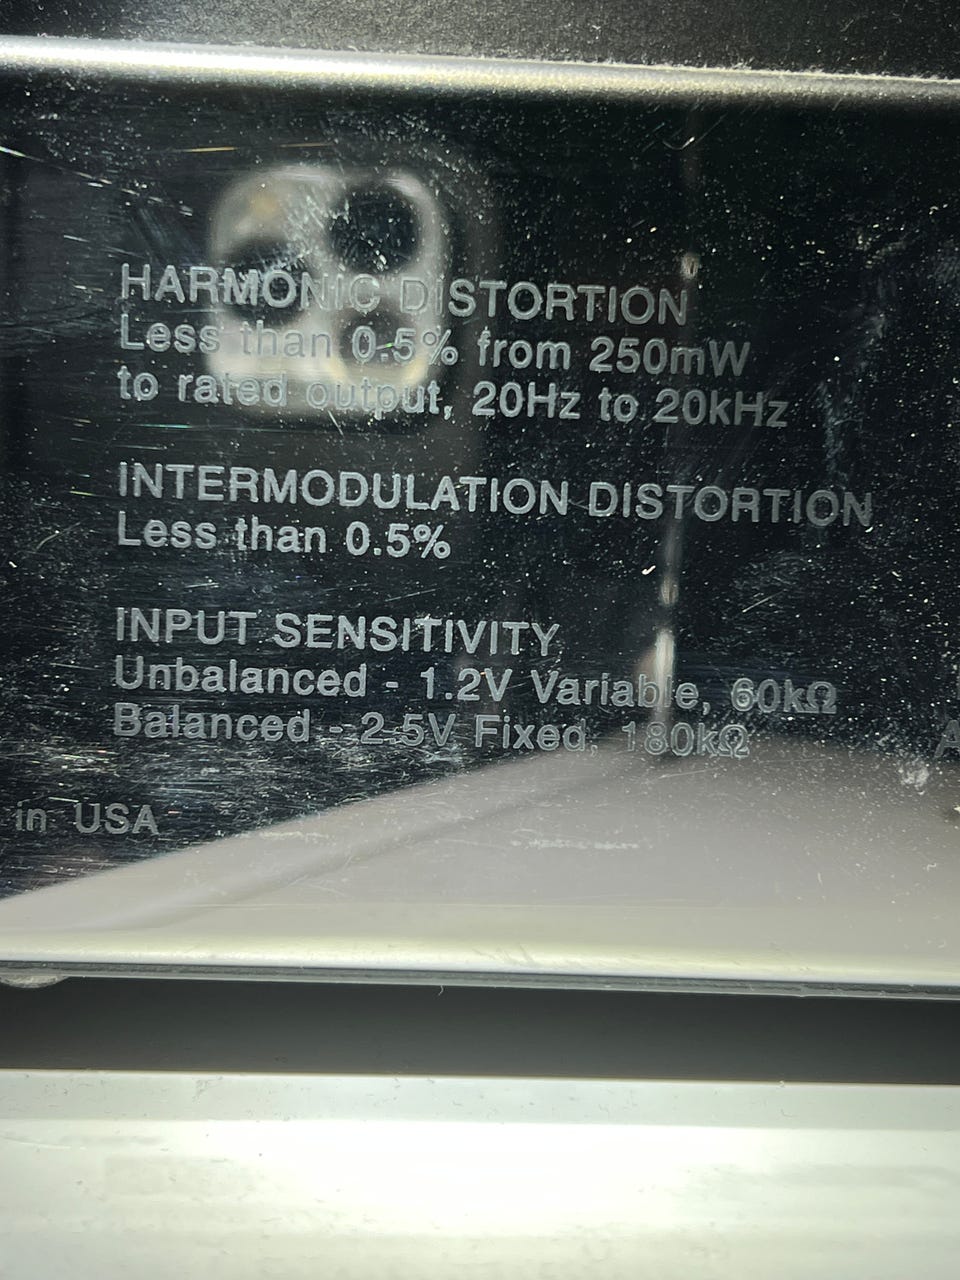 HARMONIC DISTORTION
Less than 0.5% from 250mW
to rated output, 20Hz to 20kHz
INTERMODULATION DISTORTION
Less than 0.5%
INPUT SENSITIVITY
Unbalanced - 1.2V Variable, 60kΩ
Balanced - 2.5V Fixed, 180kΩ
in USA